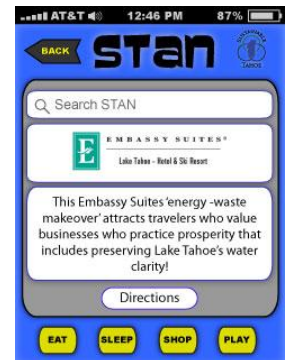 AT&T 12:46 PM 87%
BACK STAN SUSTAINABLE TAHOE
Search STAN
E EMBASSY SUITES®
Lake Tahoe - Hotel & Ski Resort
This Embassy Suites 'energy -waste
makeover' attracts travelers who value
businesses who practice prosperity that
includes preserving Lake Tahoe's water
clarity!
Directions
EAT SLEEP SHOP PLAY